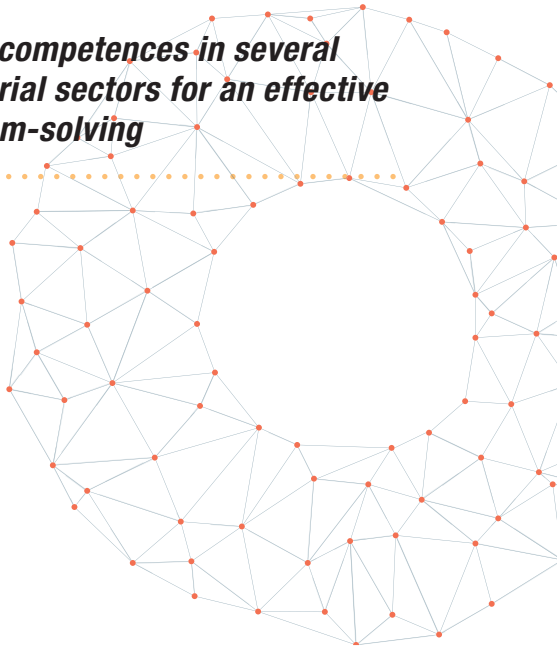 competences in several
rial sectors for an effective
m-solving